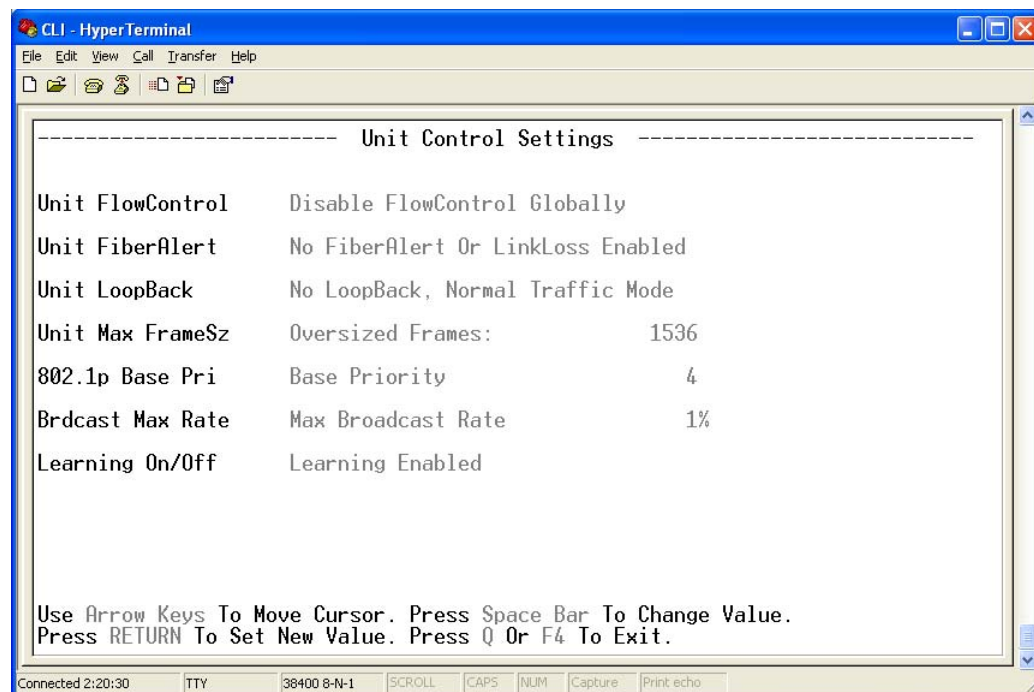 CLI - HyperTerminal
File Edit View Call Transfer Help
------------------------- Unit Control Settings ----------------------------
Unit FlowControl Disable FlowControl Globally
Unit FiberAlert No FiberAlert Or LinkLoss Enabled
Unit LoopBack No LoopBack, Normal Traffic Mode
Unit Max FrameSz Oversized Frames: 1536
802.1p Base Pri Base Priority 4
Brdcast Max Rate Max Broadcast Rate 1%
Learning On/Off Learning Enabled
Use Arrow Keys To Move Cursor. Press Space Bar To Change Value.
Press RETURN To Set New Value. Press Q Or F4 To Exit.
Connected 2:20:30 TTY 38400 8-N-1 SCROLL CAPS NUM Capture Print echo